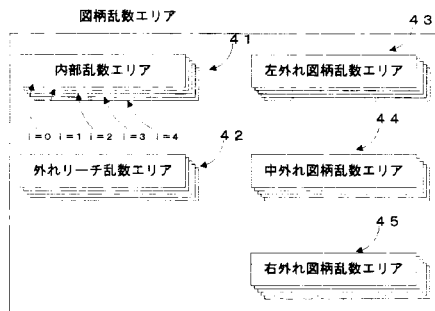 図柄乱数エリア
41
43
内部乱数エリア
左外れ図柄乱数エリア
i=0 i=1 i=2 i=3 i=4
42
44
外れリーチ乱数エリア
中外れ図柄乱数エリア
45
右外れ図柄乱数エリア